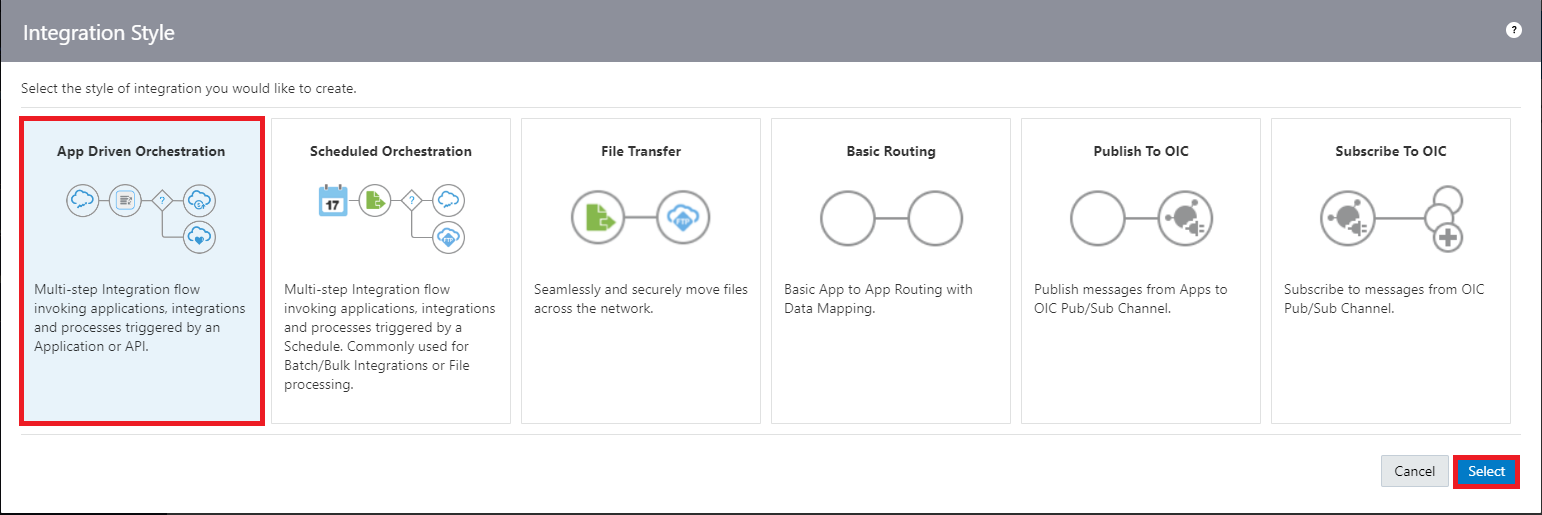 Integration Style
?
Select the style of integration you would like to create.
App Driven Orchestration
?
Multi-step Integration flow
invoking applications, integrations
and processes triggered by an
Application or API.
Scheduled Orchestration
17
?
FTP
Multi-step Integration flow
invoking applications, integrations
and processes triggered by a
Schedule. Commonly used for
Batch/Bulk Integrations or File
processing.
File Transfer
FTP
Seamlessly and securely move files
across the network.
Basic Routing
Basic App to App Routing with
Data Mapping.
Publish To OIC
Publish messages from Apps to
OIC Pub/Sub Channel.
Subscribe To OIC
Subscribe to messages from OIC
Pub/Sub Channel.
Cancel
Select